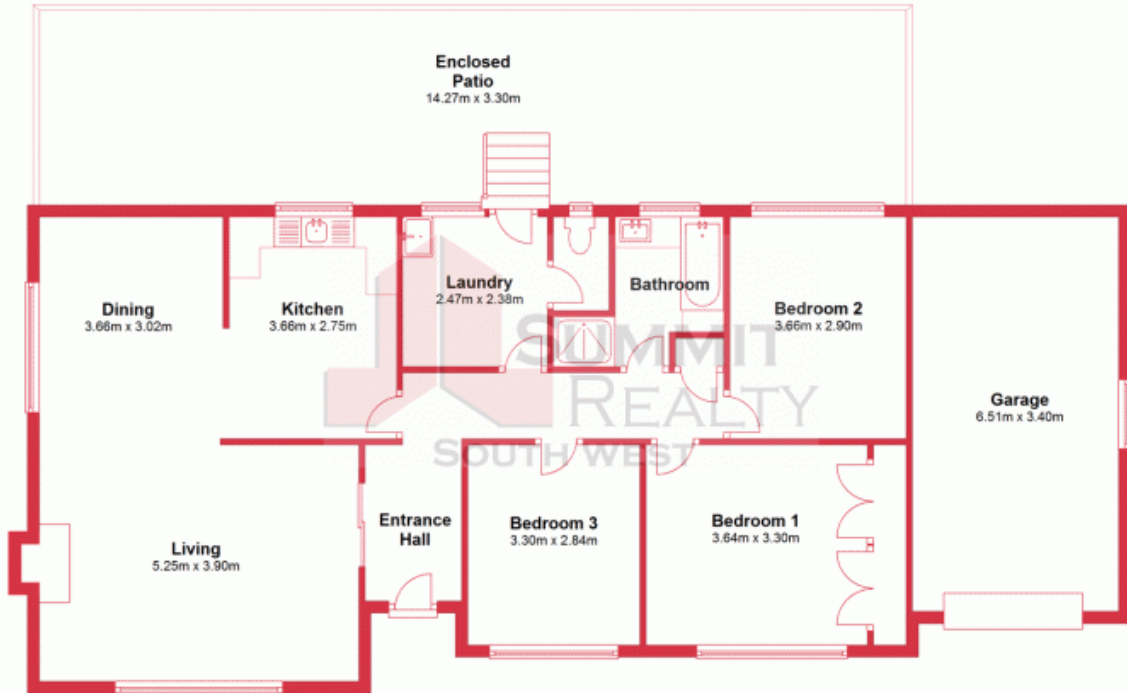 Enclosed
Patio
14.27m x 3.30m
Dining
3.66m x 3.02m
Kitchen
3.66m x 2.75m
Laundry
2.47m x 2.38m
Bathroom
Bedroom 2
3.66m x 2.90m
Garage
6.51m x 3.40m
SUMMIT
REALTY
SOUTH WEST
Living
5.25m x 3.90m
Entrance
Hall
Bedroom 3
3.30m x 2.84m
Bedroom 1
3.64m x 3.30m